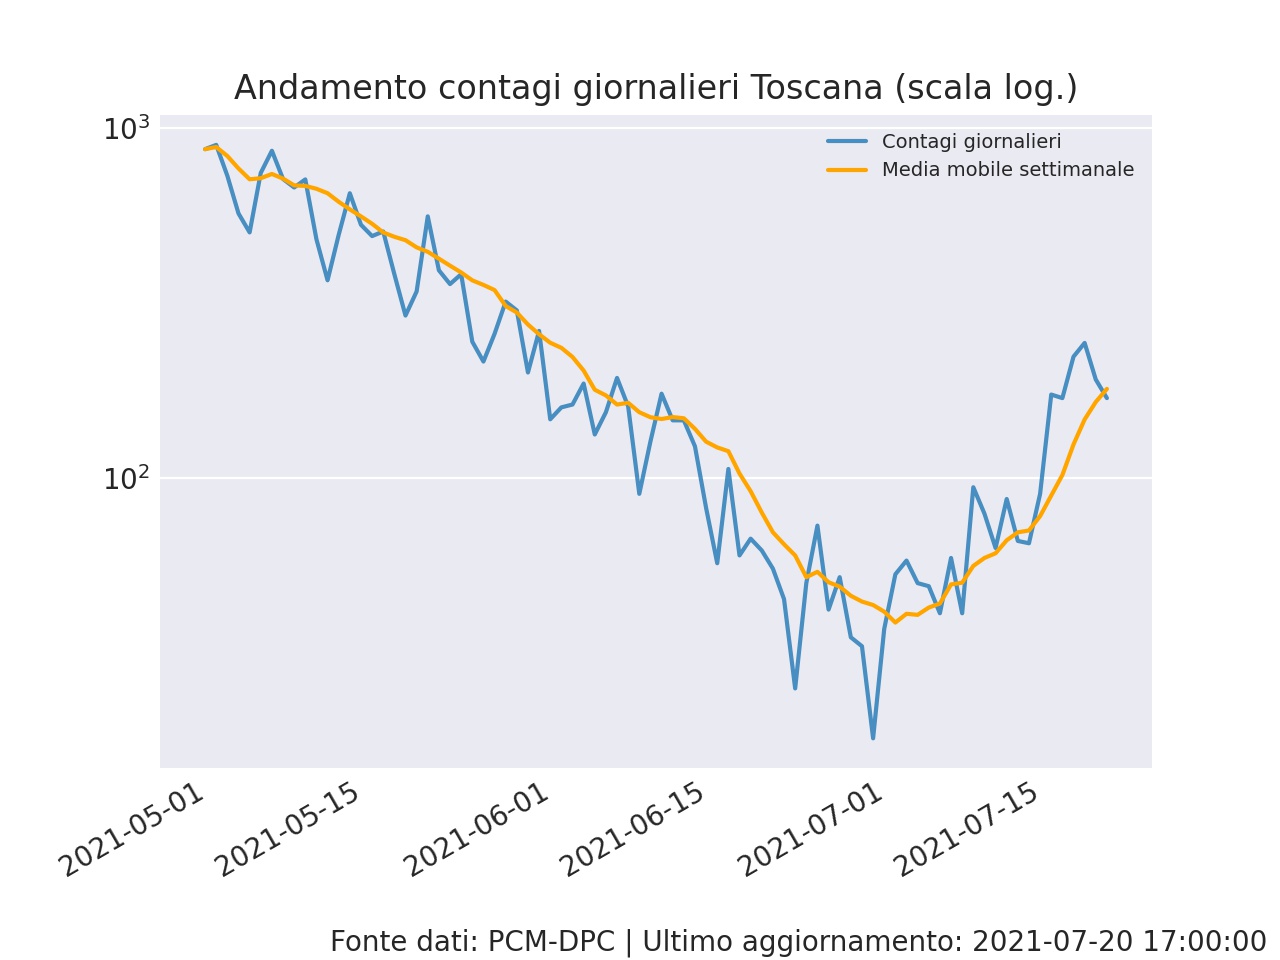 Andamento contagi giornalieri Toscana (scala log.)
10³
Contagi giornalieri
Media mobile settimanale
10²
2021-05-01
2021-05-15
2021-06-01
2021-06-15
2021-07-01
2021-07-15
Fonte dati: PCM-DPC | Ultimo aggiornamento: 2021-07-20 17:00:00